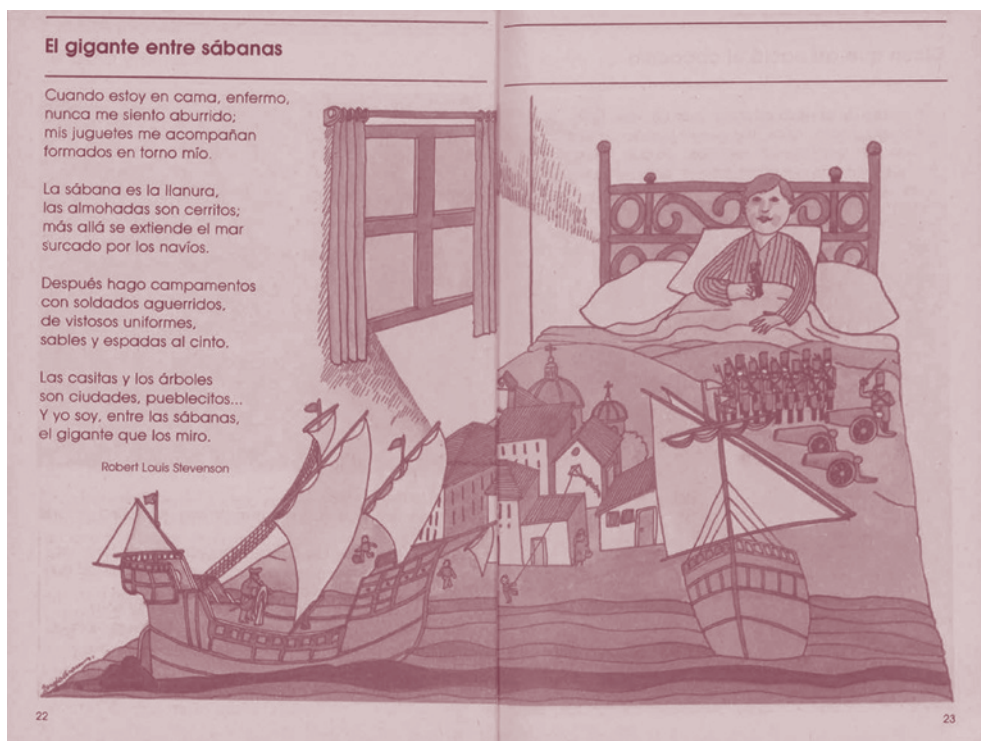 El gigante entre sábanas
Cuando estoy en cama, enfermo,
nunca me siento aburrido;
mis juguetes me acompañan
formados en torno mío.
La sábana es la llanura,
las almohadas son cerritos;
más allá se extiende el mar
surcado por los navíos.
Después hago campamentos
con soldados aguerridos,
de vistosos uniformes,
sables y espadas al cinto.
Las casitas y los árboles
son ciudades, pueblecitos...
Y yo soy, entre las sábanas,
el gigante que los miro.
Robert Louis Stevenson
22
23